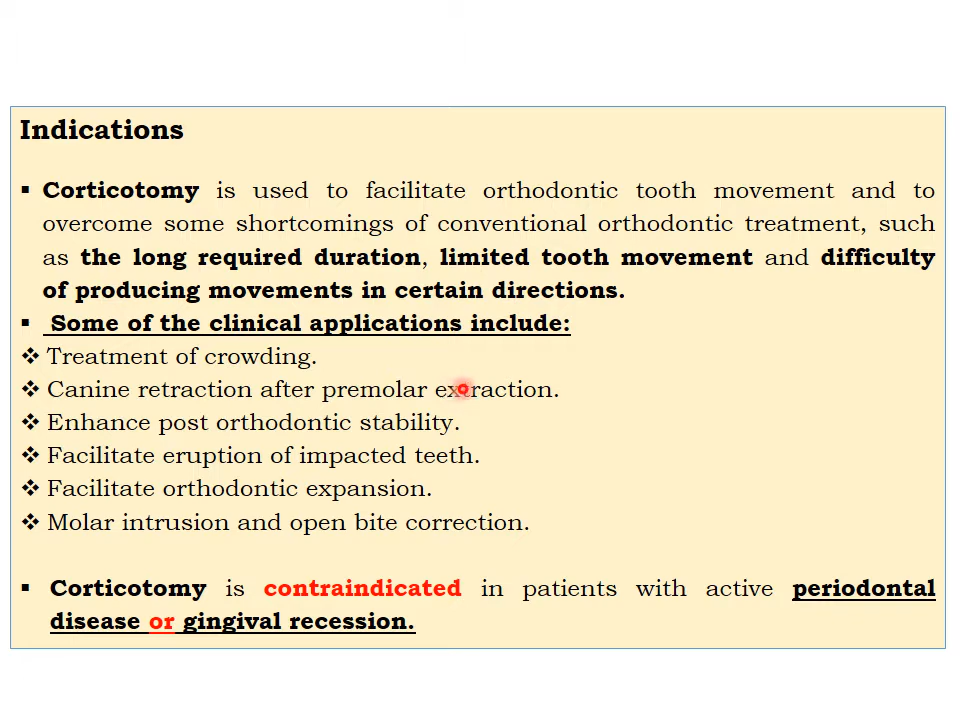 Indications
▪ Corticotomy is used to facilitate orthodontic tooth movement and to
overcome some shortcomings of conventional orthodontic treatment, such
as the long required duration, limited tooth movement and difficulty
of producing movements in certain directions.
▪ Some of the clinical applications include:
❖ Treatment of crowding.
❖ Canine retraction after premolar extraction.
❖ Enhance post orthodontic stability.
❖ Facilitate eruption of impacted teeth.
❖ Facilitate orthodontic expansion.
❖ Molar intrusion and open bite correction.
▪ Corticotomy is contraindicated in patients with active periodontal
disease or gingival recession.